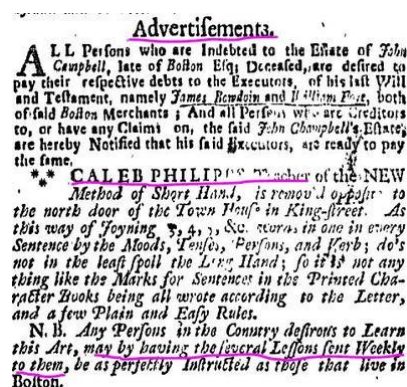 Advertiſements.
ALL Perſons who are Indebted to the Eſtate of John
Campbell, late of Boſton Eſq; Deceaſed, are deſired to
pay their reſpective debts to the Executors, of his laſt Will
and Teſtament, namely James Bowdoin and William Foye, both
of ſaid Boſton Merchants; And all Perſons who are Creditors
to, or have any Claims on, the ſaid John Champbell's Eſtate;
are hereby Notified that his ſaid Executors, are ready to pay
the ſame.
⁂ CALEB PHILIPS Teacher of the NEW
Method of Short Hand, is remov'd oppoſite to
the north door of the Town Houſe in King-ſtreet. As
this way of Joyning 3, 4, 5, &c. words in one in every
Sentence by the Moods, Tenſes, Perſons, and Verb; do's
not in the leaſt ſpoil the Long Hand; ſo it is not any
thing like the Marks for Sentences in the Printed Cha-
racter Books being all wrote according to the Letter,
and a few Plain and Eaſy Rules.
N. B. Any Perſons in the Country deſirous to Learn
this Art, may by having the ſeveral Leſſons ſent Weekly
to them, be as perfectly Inſtructed as thoſe that live in
Boſton.